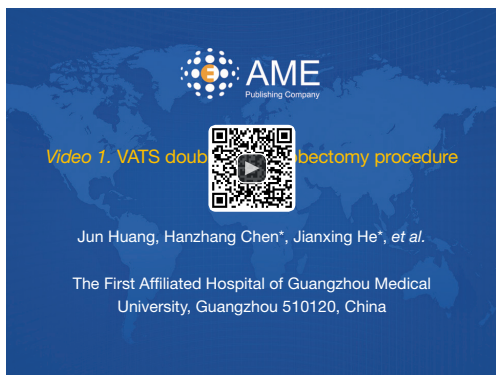 AME
Publishing Company
Video 1. VATS doub obectomy procedure
Jun Huang, Hanzhang Chen*, Jianxing He*, et al.
The First Affiliated Hospital of Guangzhou Medical
University, Guangzhou 510120, China